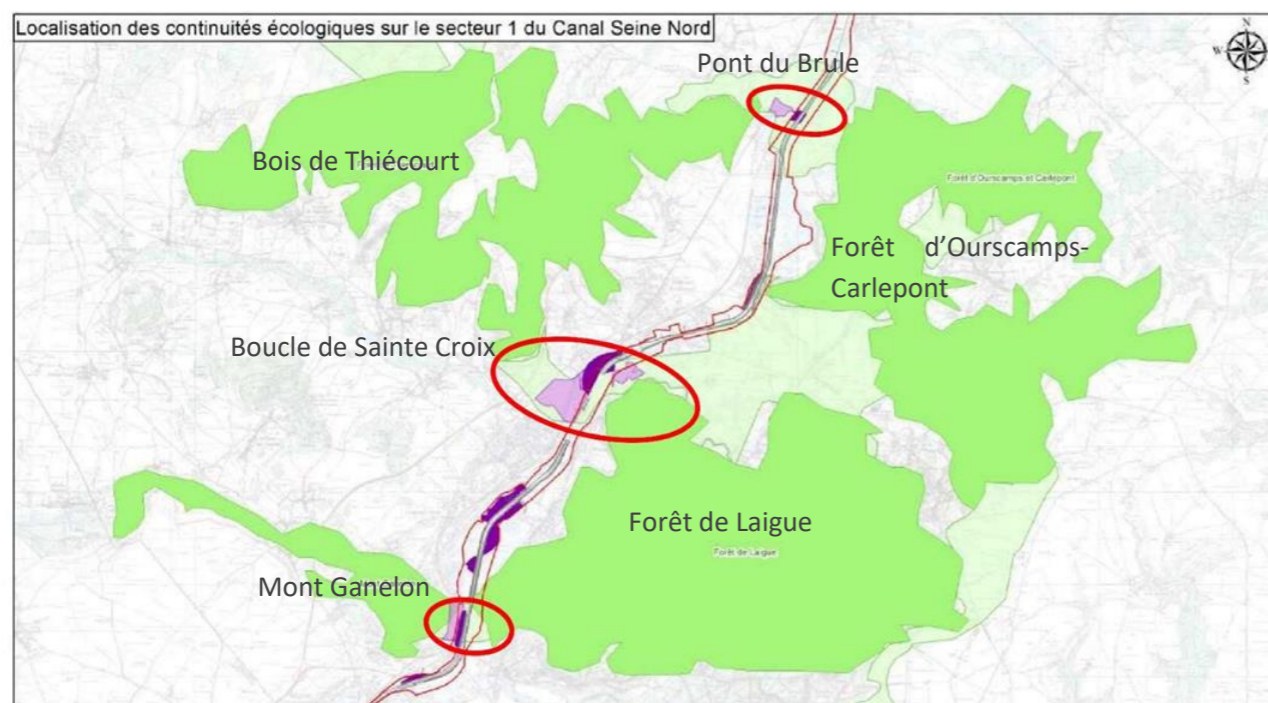 Localisation des continuités écologiques sur le secteur 1 du Canal Seine Nord
N
W
S
Pont du Brule
Bois de Thiécourt
Forêt d'Ourscamps et Carlepont
Forêt d’Ourscamps-
Carlepont
Boucle de Sainte Croix
Forêt de Laigue
Forêt de Laigue
Mont Ganelon